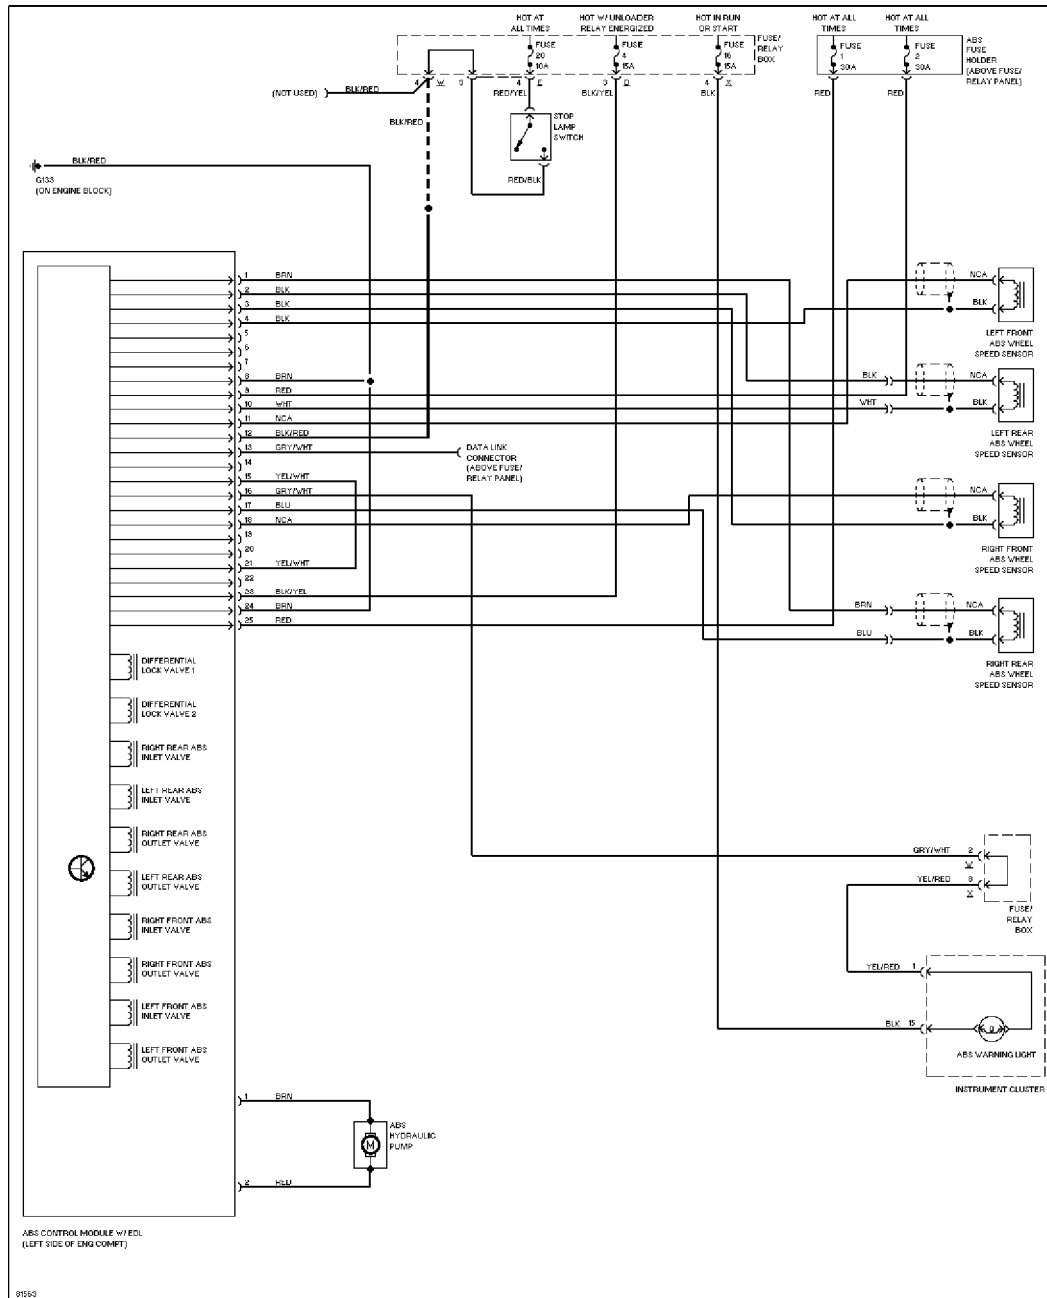 HOT AT
ALL TIMES
HOT W/ UNLOADER
RELAY ENERGIZED
HOT IN RUN
OR START
HOT AT ALL
TIMES
HOT AT ALL
TIMES
FUSE
20
10A
FUSE
4
15A
FUSE
16
15A
FUSE/
RELAY
BOX
FUSE
1
30A
FUSE
2
30A
ABS
FUSE
HOLDER
(ABOVE FUSE/
RELAY PANEL)
4 W 3 4 E 3 D 4 X
(NOT USED)
BLK/RED
RED/YEL
BLK/YEL
BLK
RED
RED
BLK/RED
STOP
LAMP
SWITCH
RED/BLK
BLK/RED
G133
(ON ENGINE BLOCK)
1 BRN
2 BLK
3 BLK
4 BLK
5
6
7
8 BRN
9 RED
10 WHT
11 NCA
12 BLK/RED
13 GRY/WHT
14
15 YEL/WHT
16 GRY/WHT
17 BLU
18 NCA
19
20
21 YEL/WHT
22
23 BLK/YEL
24 BRN
25 RED
DATA LINK
CONNECTOR
(ABOVE FUSE/
RELAY PANEL)
NCA
BLK
LEFT FRONT
ABS WHEEL
SPEED SENSOR
BLK
NCA
WHT
BLK
LEFT REAR
ABS WHEEL
SPEED SENSOR
NCA
BLK
RIGHT FRONT
ABS WHEEL
SPEED SENSOR
BRN
NCA
BLU
BLK
RIGHT REAR
ABS WHEEL
SPEED SENSOR
DIFFERENTIAL
LOCK VALVE 1
DIFFERENTIAL
LOCK VALVE 2
RIGHT REAR ABS
INLET VALVE
LEFT REAR ABS
INLET VALVE
RIGHT REAR ABS
OUTLET VALVE
LEFT REAR ABS
OUTLET VALVE
RIGHT FRONT ABS
INLET VALVE
RIGHT FRONT ABS
OUTLET VALVE
LEFT FRONT ABS
INLET VALVE
LEFT FRONT ABS
OUTLET VALVE
GRY/WHT 2
W
YEL/RED 8
X
FUSE/
RELAY
BOX
YEL/RED 1
BLK 15
ABS WARNING LIGHT
INSTRUMENT CLUSTER
1 BRN
ABS
HYDRAULIC
PUMP
M
2 RED
ABS CONTROL MODULE W/ EDL
(LEFT SIDE OF ENG COMPT)
81563